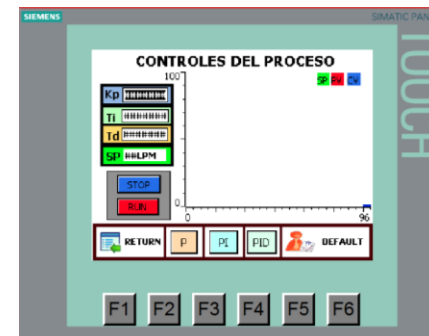 SIEMENS
SIMATIC PAN
TOUCH
CONTROLES DEL PROCESO
100
SP PV CV
Kp #######
Ti #######
Td #######
SP ##LPM
STOP
RUN
0
0
96
RETURN
P
PI
PID
DEFAULT
F1 F2 F3 F4 F5 F6